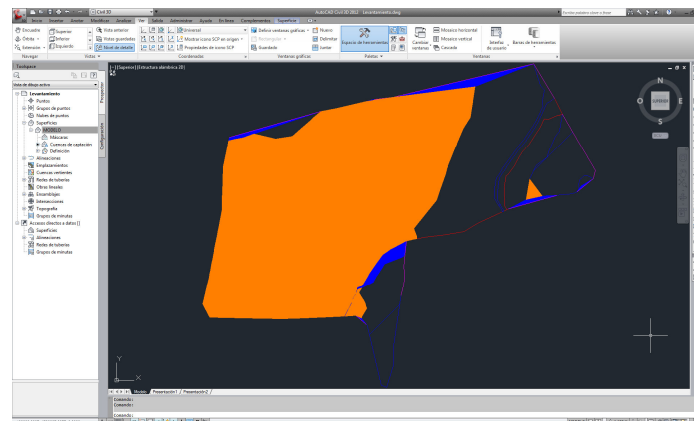 AutoCAD Civil 3D 2012 Levantamiento.dwg
Civil 3D
Inicio Insertar Anotar Modificar Analizar Ver Salida Administrar Ayuda En línea Complementos Superficie
Encuadre
Órbita
Extensión
Navegar
Superior
Inferior
Izquierdo
Vista anterior
Vistas guardadas
Nivel de detalle
Vistas
Universal
Mostrar icono SCP en origen
Propiedades de icono SCP
Coordenadas
Definir ventanas gráficas
Rectangular
Guardado
Nuevo
Delimitar
Unir
Ventanas gráficas
Espacio de herramientas
Paletas
Cambiar ventanas
Mosaico horizontal
Mosaico vertical
Cascada
Interfaz de usuario
Barras de herramientas
Ventanas
Toolspace
Vista de dibujo activo
Levantamiento
Puntos
Grupos de puntos
Nubes de puntos
Superficies
MODELO
Máscaras
Cuencas de captación
Definición
Alineaciones
Emplazamientos
Cuencas vertientes
Redes de tuberías
Obras lineales
Ensamblajes
Intersecciones
Topografía
Grupos de minutas
Accesos directos a datos []
Superficies
Alineaciones
Redes de tuberías
Grupos de minutas
Prospector
Configuración
[-][Superior][Estructura alámbrica 2D]
N
O
SUPERIOR
E
S
Y
X
Modelo Presentación1 Presentación2
Comando:
Comando:
Comando: